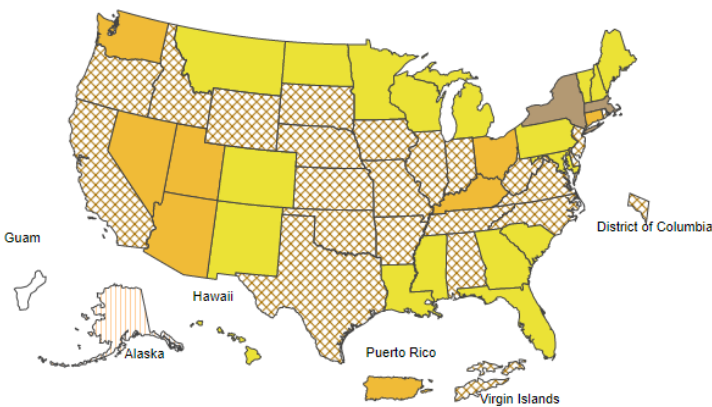 District of Columbia
Guam
Hawaii
Alaska
Puerto Rico
Virgin Islands